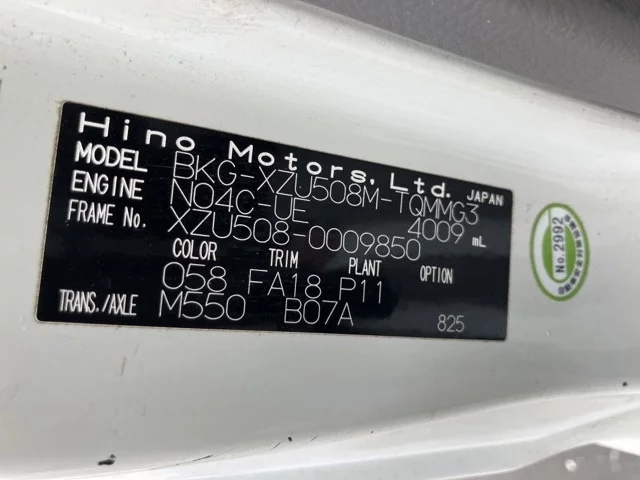 Hino Motors, Ltd. JAPAN
MODEL BKG-XZU508M-TQMMG3
ENGINE N04C-UE 4009 mL
FRAME No. XZU508-0009850
COLOR TRIM PLANT OPTION
058 FA18 P11
TRANS./AXLE M550 B07A 825
No.2992